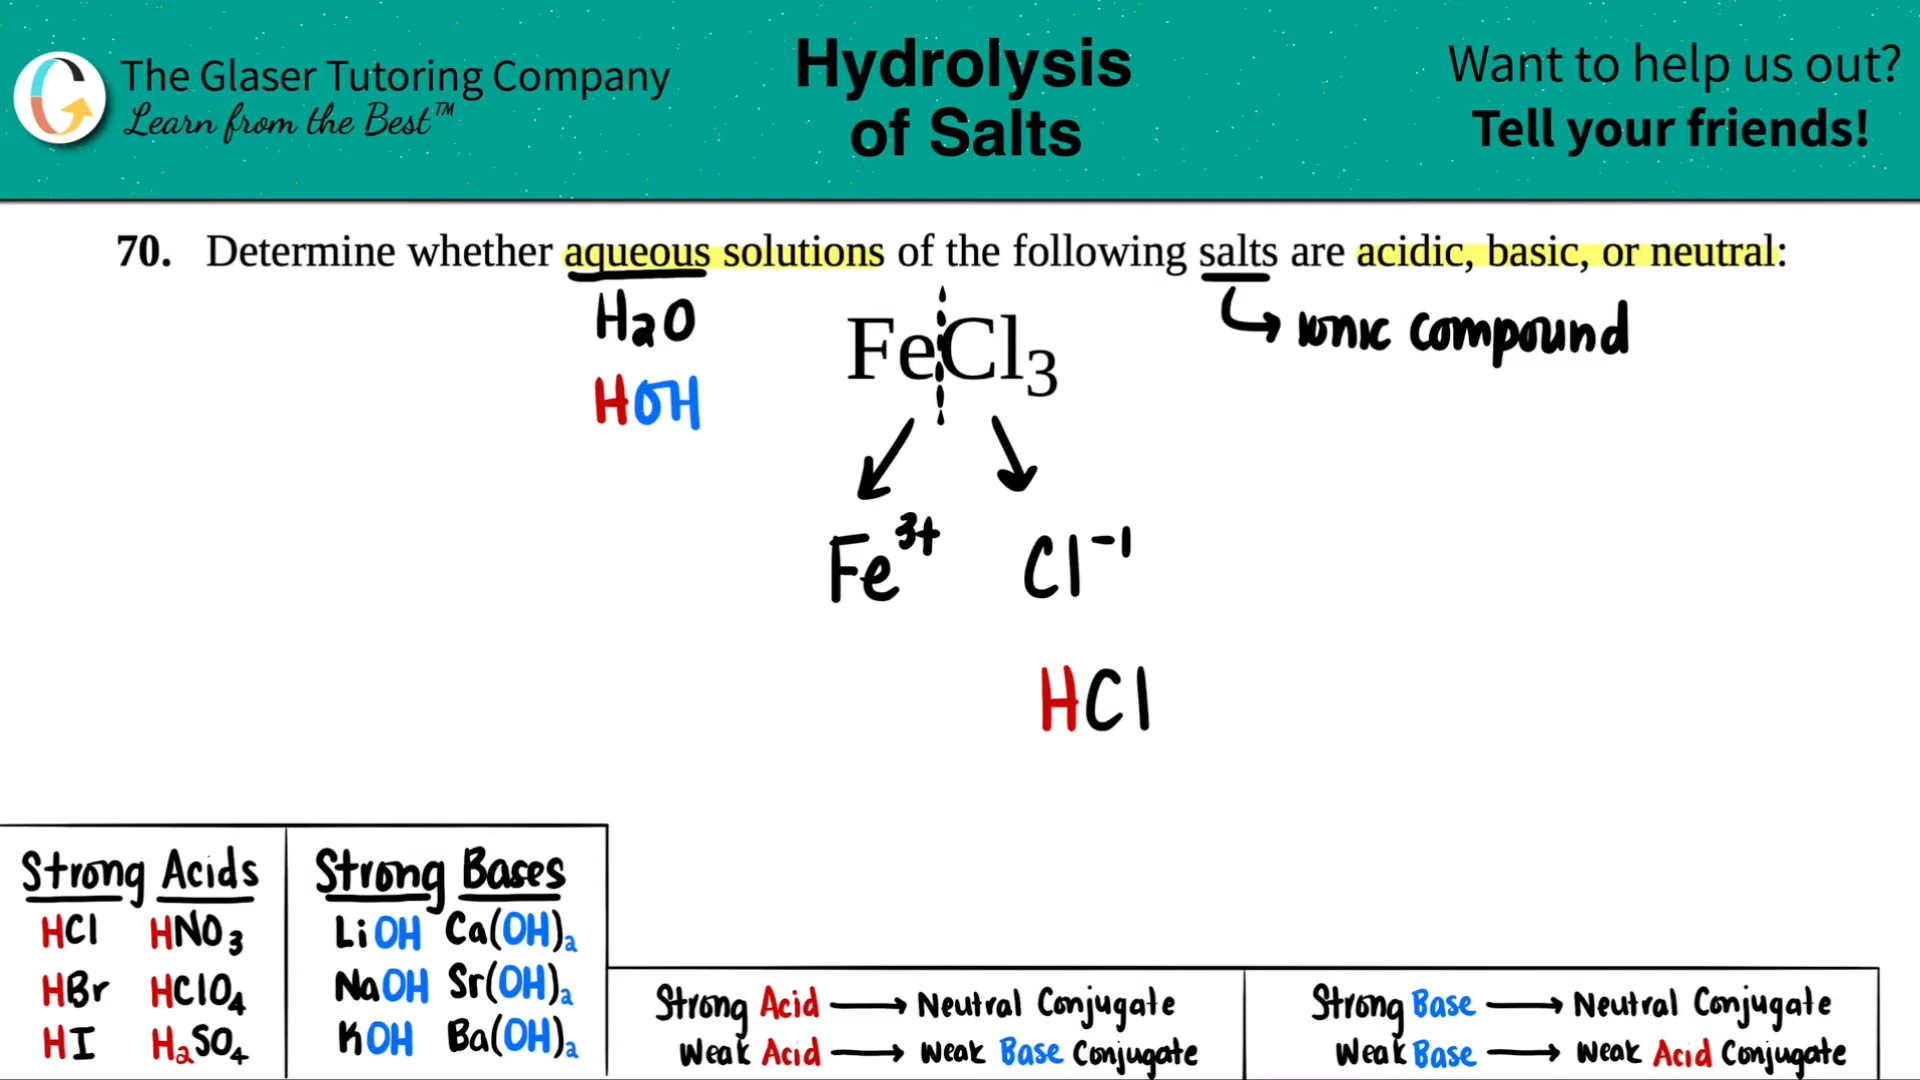 The Glaser Tutoring Company
Learn from the Best™
Hydrolysis
of Salts
Want to help us out?
Tell your friends!
70. Determine whether aqueous solutions of the following salts are acidic, basic, or neutral:
H₂O
HOH
FeCl₃
ionic compound
Fe³⁺ Cl⁻¹
HCl
Strong Acids
HCl HNO₃
HBr HClO₄
HI H₂SO₄
Strong Bases
LiOH Ca(OH)₂
NaOH Sr(OH)₂
KOH Ba(OH)₂
Strong Acid → Neutral Conjugate
Weak Acid → Weak Base Conjugate
Strong Base → Neutral Conjugate
Weak Base → Weak Acid Conjugate